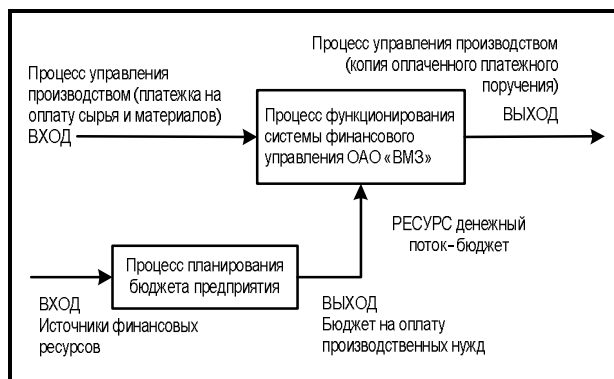 Процесс управления производством
(копия оплаченного платежного
поручения)
ВЫХОД
Процесс управления
производством (платежка на
оплату сырья и материалов)
ВХОД
Процесс функционирования
системы финансового
управления ОАО «ВМЗ»
РЕСУРС денежный
поток-бюджет
Процесс планирования
бюджета предприятия
ВХОД
Источники финансовых
ресурсов
ВЫХОД
Бюджет на оплату
производственных нужд